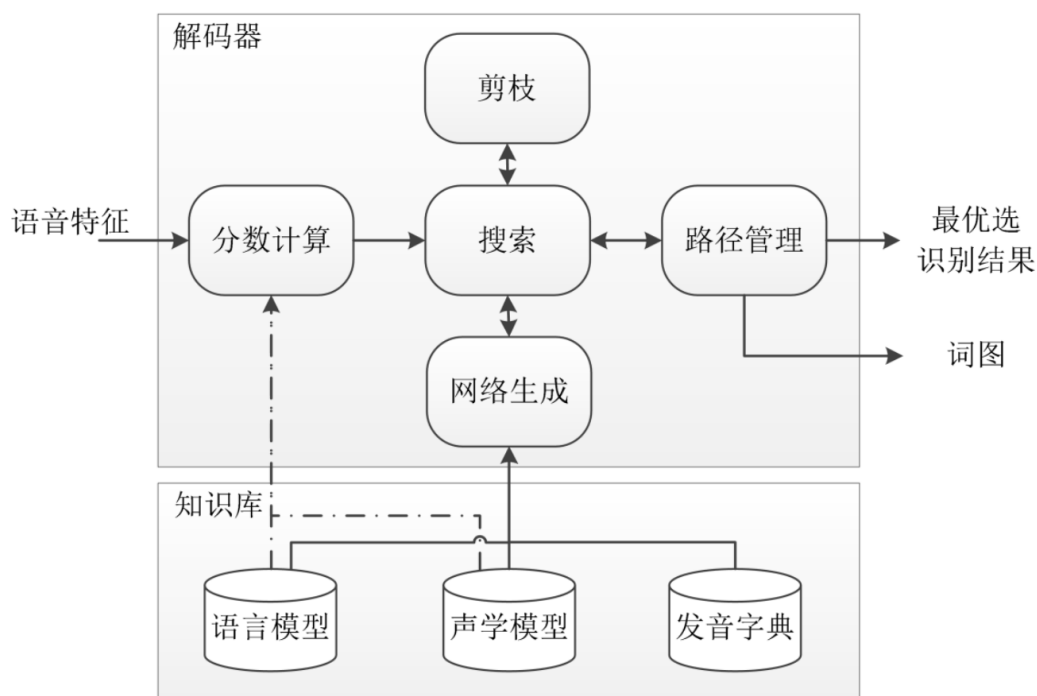 解码器
剪枝
语音特征
分数计算
搜索
路径管理
最优选
识别结果
词图
网络生成
知识库
语言模型
声学模型
发音字典